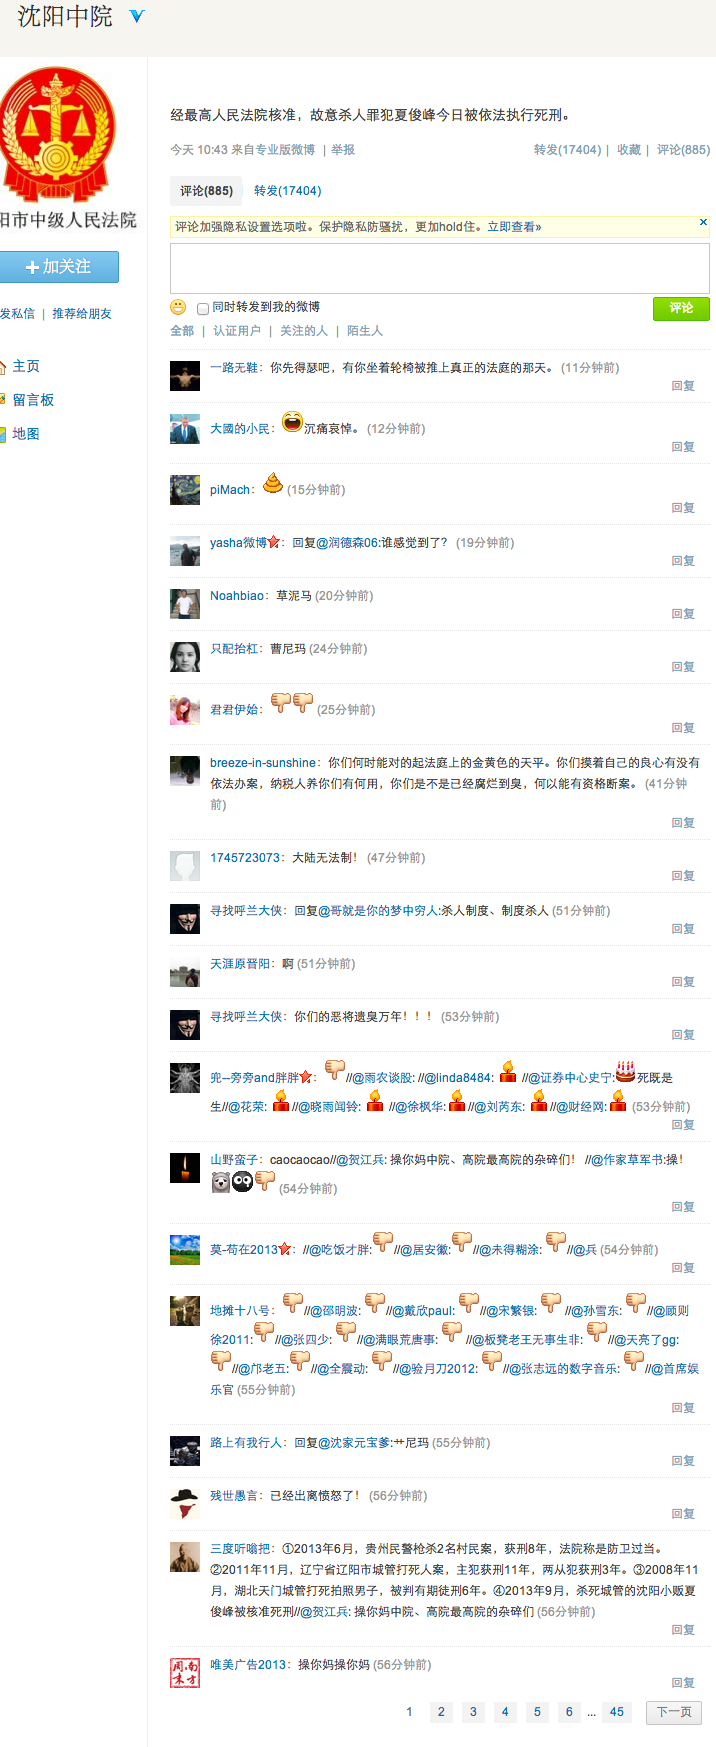 沈阳中院
阳市中级人民法院
加关注
发私信 | 推荐给朋友
主页
留言板
地图
经最高人民法院核准，故意杀人罪犯夏俊峰今日被依法执行死刑。
今天 10:43 来自专业版微博 | 举报
转发(17404) | 收藏 | 评论(885)
评论(885) 转发(17404)
评论加强隐私设置选项啦。保护隐私防骚扰，更加hold住。立即查看»
同时转发到我的微博
评论
全部 | 认证用户 | 关注的人 | 陌生人
一路无鞋：你先得瑟吧，有你坐着轮椅被推上真正的法庭的那天。 (11分钟前)
回复
大國的小民：沉痛哀悼。 (12分钟前)
回复
piMach： (15分钟前)
回复
yasha微博：回复@润德森06:谁感觉到了？ (19分钟前)
回复
Noahbiao：草泥马 (20分钟前)
回复
只配抬杠：曹尼玛 (24分钟前)
回复
君君伊始： (25分钟前)
回复
breeze-in-sunshine：你们何时能对的起法庭上的金黄色的天平。你们摸着自己的良心有没有
依法办案，纳税人养你们有何用，你们是不是已经腐烂到臭，何以能有资格断案。 (41分钟
前)
回复
1745723073：大陆无法制！ (47分钟前)
回复
寻找呼兰大侠：回复@哥就是你的梦中穷人:杀人制度、制度杀人 (51分钟前)
回复
天涯原晋阳：啊 (51分钟前)
回复
寻找呼兰大侠：你们的恶将遗臭万年！！！ (53分钟前)
回复
兜--旁旁and胖胖： //@雨农谈股: //@linda8484: //@证券中心史宁: 死既是
生//@花荣: //@晓雨闻铃: //@徐枫华: //@刘芮东: //@财经网: (53分钟前)
回复
山野蛮子：caocaocao//@贺江兵: 操你妈中院、高院最高院的杂碎们！ //@作家草军书:操！
(54分钟前)
回复
莫-苟在2013： //@吃饭才胖: //@居安徽: //@未得糊涂: //@兵 (54分钟前)
回复
地摊十八号： //@邵明波: //@戴欣paul: //@宋繁银: //@孙雪东: //@顾则
徐2011: //@张四少: //@满眼荒唐事: //@板凳老王无事生非: //@天亮了gg:
//@邝老五: //@全震动: //@验月刀2012: //@张志远的数字音乐: //@首席娱
乐官 (55分钟前)
回复
路上有我行人：回复@沈家元宝爹:艹尼玛 (55分钟前)
回复
残世愚言：已经出离愤怒了！ (56分钟前)
回复
三度听嗡把：①2013年6月，贵州民警枪杀2名村民案，获刑8年，法院称是防卫过当。
②2011年11月，辽宁省辽阳市城管打死人案，主犯获刑11年，两从犯获刑3年。③2008年11
月，湖北天门城管打死拍照男子，被判有期徒刑6年。④2013年9月，杀死城管的沈阳小贩夏
俊峰被核准死刑//@贺江兵: 操你妈中院、高院最高院的杂碎们 (56分钟前)
回复
南方周末
唯美广告2013：操你妈操你妈 (56分钟前)
回复
1 2 3 4 5 6 ... 45 下一页